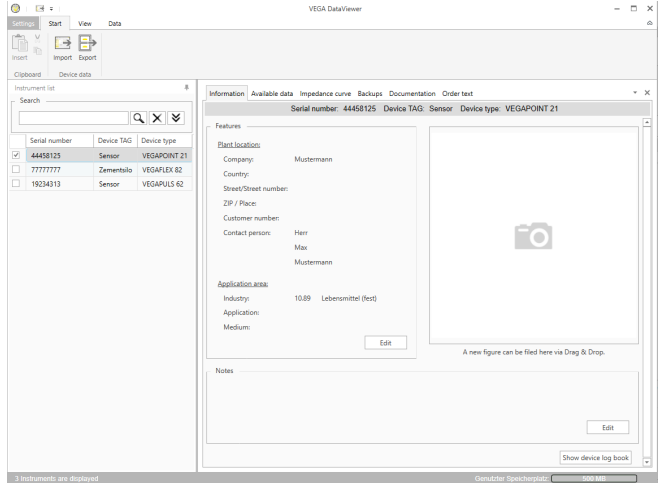 VEGA DataViewer
Settings Start View Data
Insert Import Export
Clipboard Device data
Instrument list
Search
Serial number Device TAG Device type
44458125 Sensor VEGAPOINT 21
77777777 Zementsilo VEGAFLEX 82
19234313 Sensor VEGAPULS 62
Information Available data Impedance curve Backups Documentation Order text
Serial number: 44458125 Device TAG: Sensor Device type: VEGAPOINT 21
Features
Plant location:
Company: Mustermann
Country:
Street/Street number:
ZIP / Place:
Customer number:
Contact person: Herr
Max
Mustermann
Application area:
Industry: 10.89 Lebensmittel (fest)
Application:
Medium:
Edit
A new figure can be filed here via Drag & Drop.
Notes
Edit
Show device log book
3 Instruments are displayed
Genutzter Speicherplatz: 500 MB